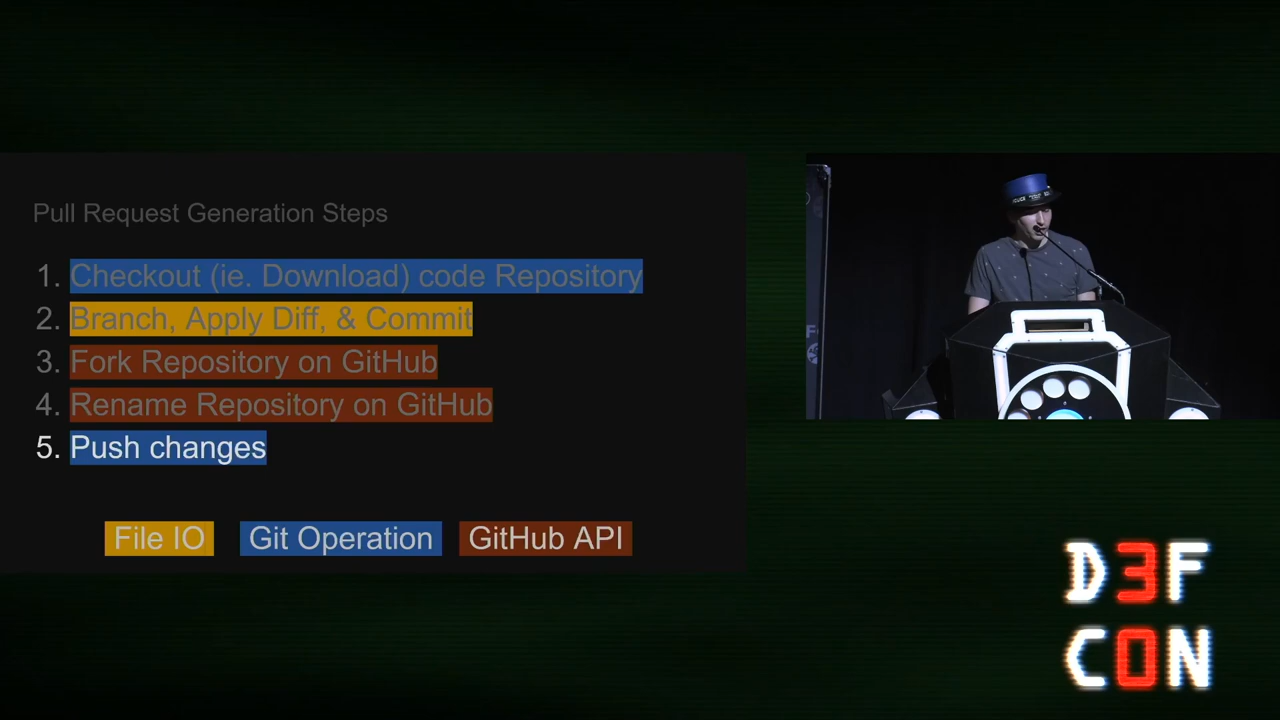 Pull Request Generation Steps
1. Checkout (ie. Download) code Repository
2. Branch, Apply Diff, & Commit
3. Fork Repository on GitHub
4. Rename Repository on GitHub
5. Push changes
File IO Git Operation GitHub API
D3F
C0N